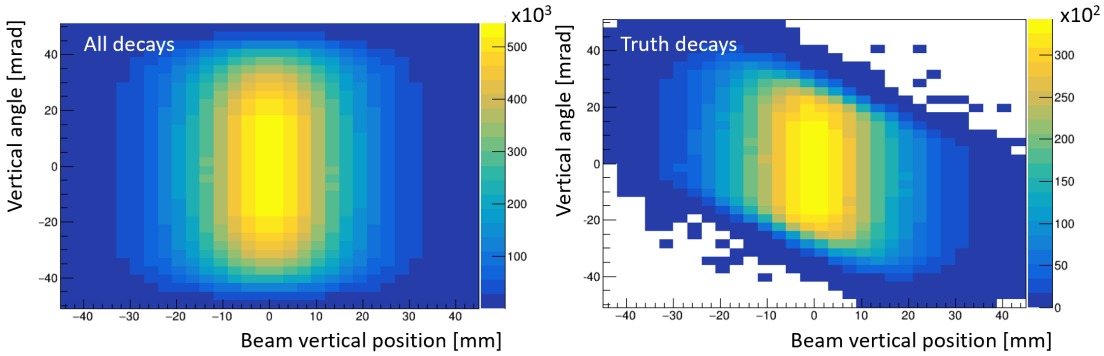 x10³
All decays
Vertical angle [mrad]
40
20
0
−20
−40
500
400
300
200
100
−40 −30 −20 −10 0 10 20 30 40
Beam vertical position [mm]
x10²
Truth decays
Vertical angle [mrad]
40
20
0
−20
−40
300
250
200
150
100
50
0
−40 −30 −20 −10 0 10 20 30 40
Beam vertical position [mm]